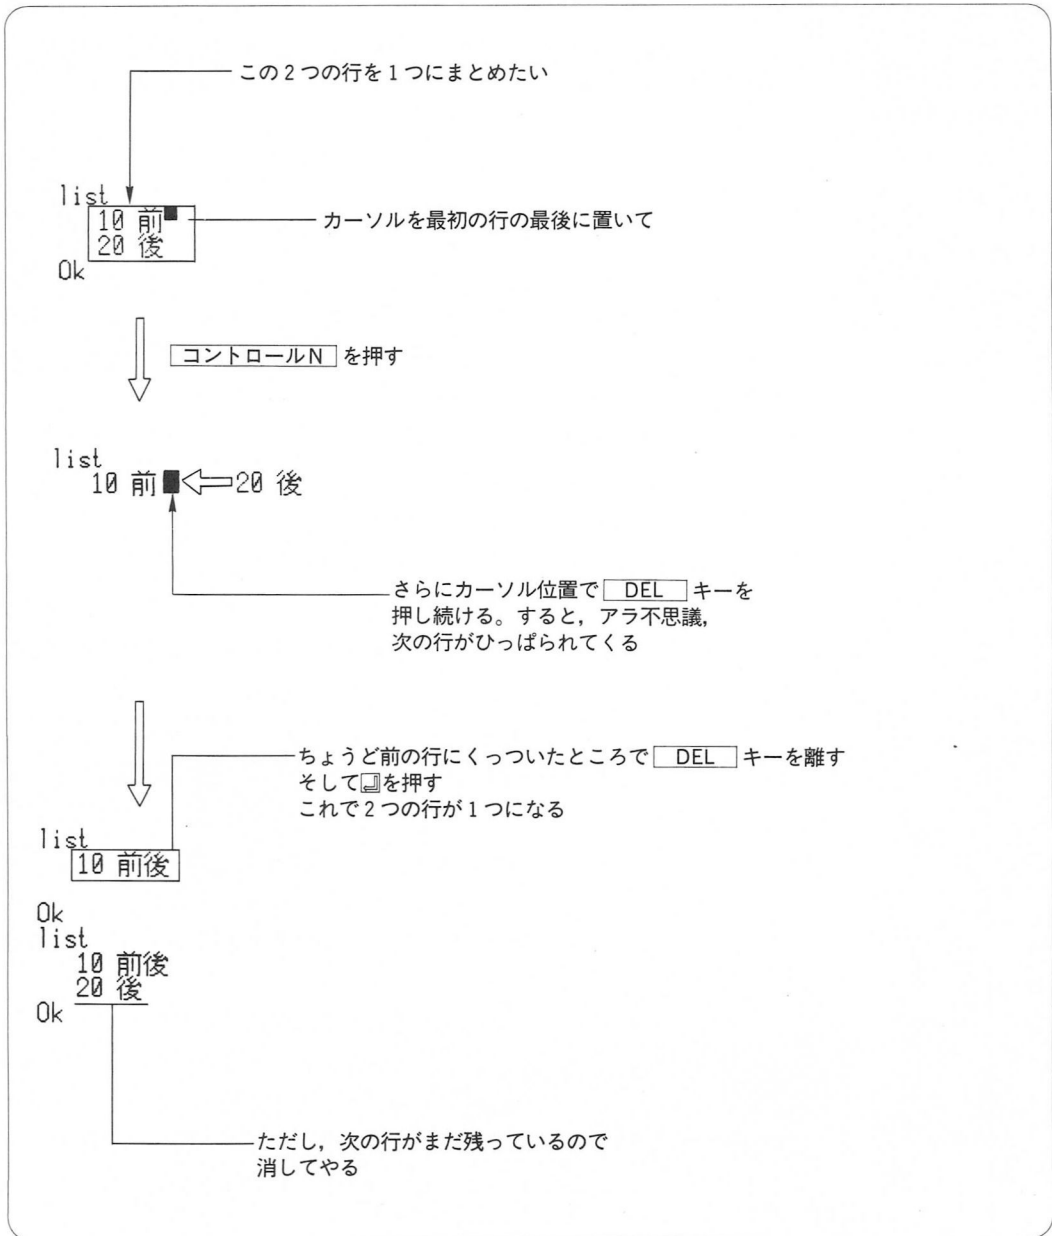 この2つの行を1つにまとめたい
list
10 前
カーソルを最初の行の最後に置いて
20 後
Ok
コントロールN を押す
list
10 前 20 後
さらにカーソル位置で DEL キーを
押し続ける。すると，アラ不思議，
次の行がひっぱられてくる
ちょうど前の行にくっついたところで DEL キーを離す
そして⏎を押す
これで2つの行が1つになる
list
10 前後
Ok
list
10 前後
20 後
Ok
ただし，次の行がまだ残っているので
消してやる